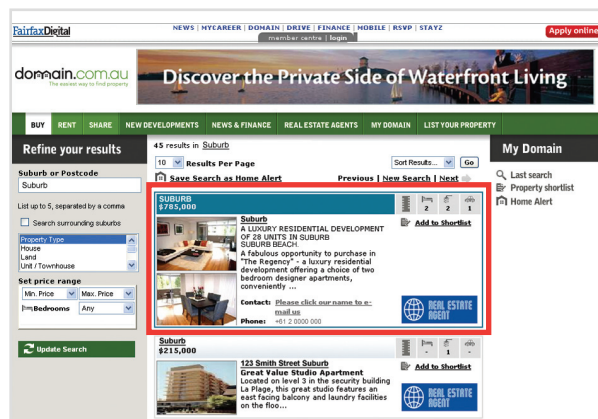 FairfaxDigital
NEWS | MYCAREER | DOMAIN | DRIVE | FINANCE | MOBILE | RSVP | STAYZ
member centre | login
Apply online
domain.com.au
The easiest way to find property
Discover the Private Side of Waterfront Living
BUY RENT SHARE NEW DEVELOPMENTS NEWS & FINANCE REAL ESTATE AGENTS MY DOMAIN LIST YOUR PROPERTY
Refine your results
Suburb or Postcode
Suburb
List up to 5, separated by a comma
Search surrounding suburbs
Property Type
House
Land
Unit / Townhouse
Set price range
Min. Price Max. Price
Bedrooms Any
Update Search
45 results in Suburb
10 Results Per Page
Sort Results... Go
Save Search as Home Alert
Previous | New Search | Next
SUBURB
$785,000
2 2 1
Suburb
A LUXURY RESIDENTIAL DEVELOPMENT
OF 28 UNITS IN SUBURB
SUBURB BEACH.
A fabulous opportunity to purchase in
"The Regency" - a luxury residential
development offering a choice of two
bedroom designer apartments,
conveniently ...
Contact: Please click our name to e-
mail us
Phone: +61 2 0000 000
Add to Shortlist
REAL ESTATE
AGENT
Suburb
$215,000
- 1 -
123 Smith Street Suburb
Great Value Studio Apartment
Located on level 3 in the security building
La Plage, this great studio features an
east facing balcony and laundry facilities
on the floo...
Add to Shortlist
REAL ESTATE
AGENT
My Domain
Last search
Property shortlist
Home Alert